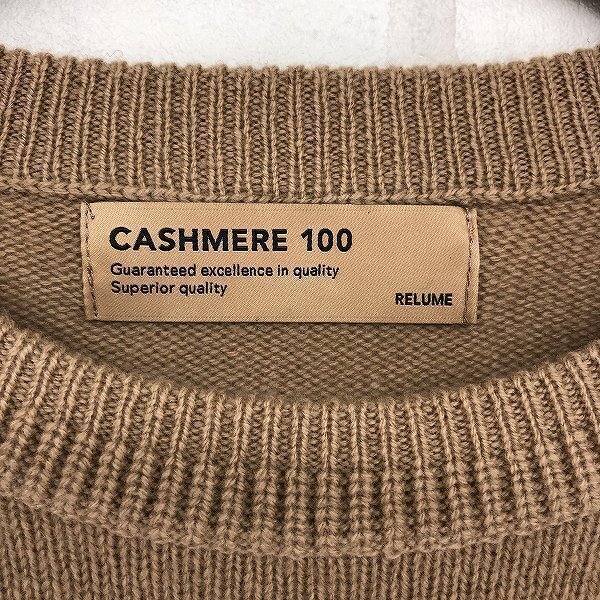 CASHMERE 100
Guaranteed excellence in quality
Superior quality
RELUME